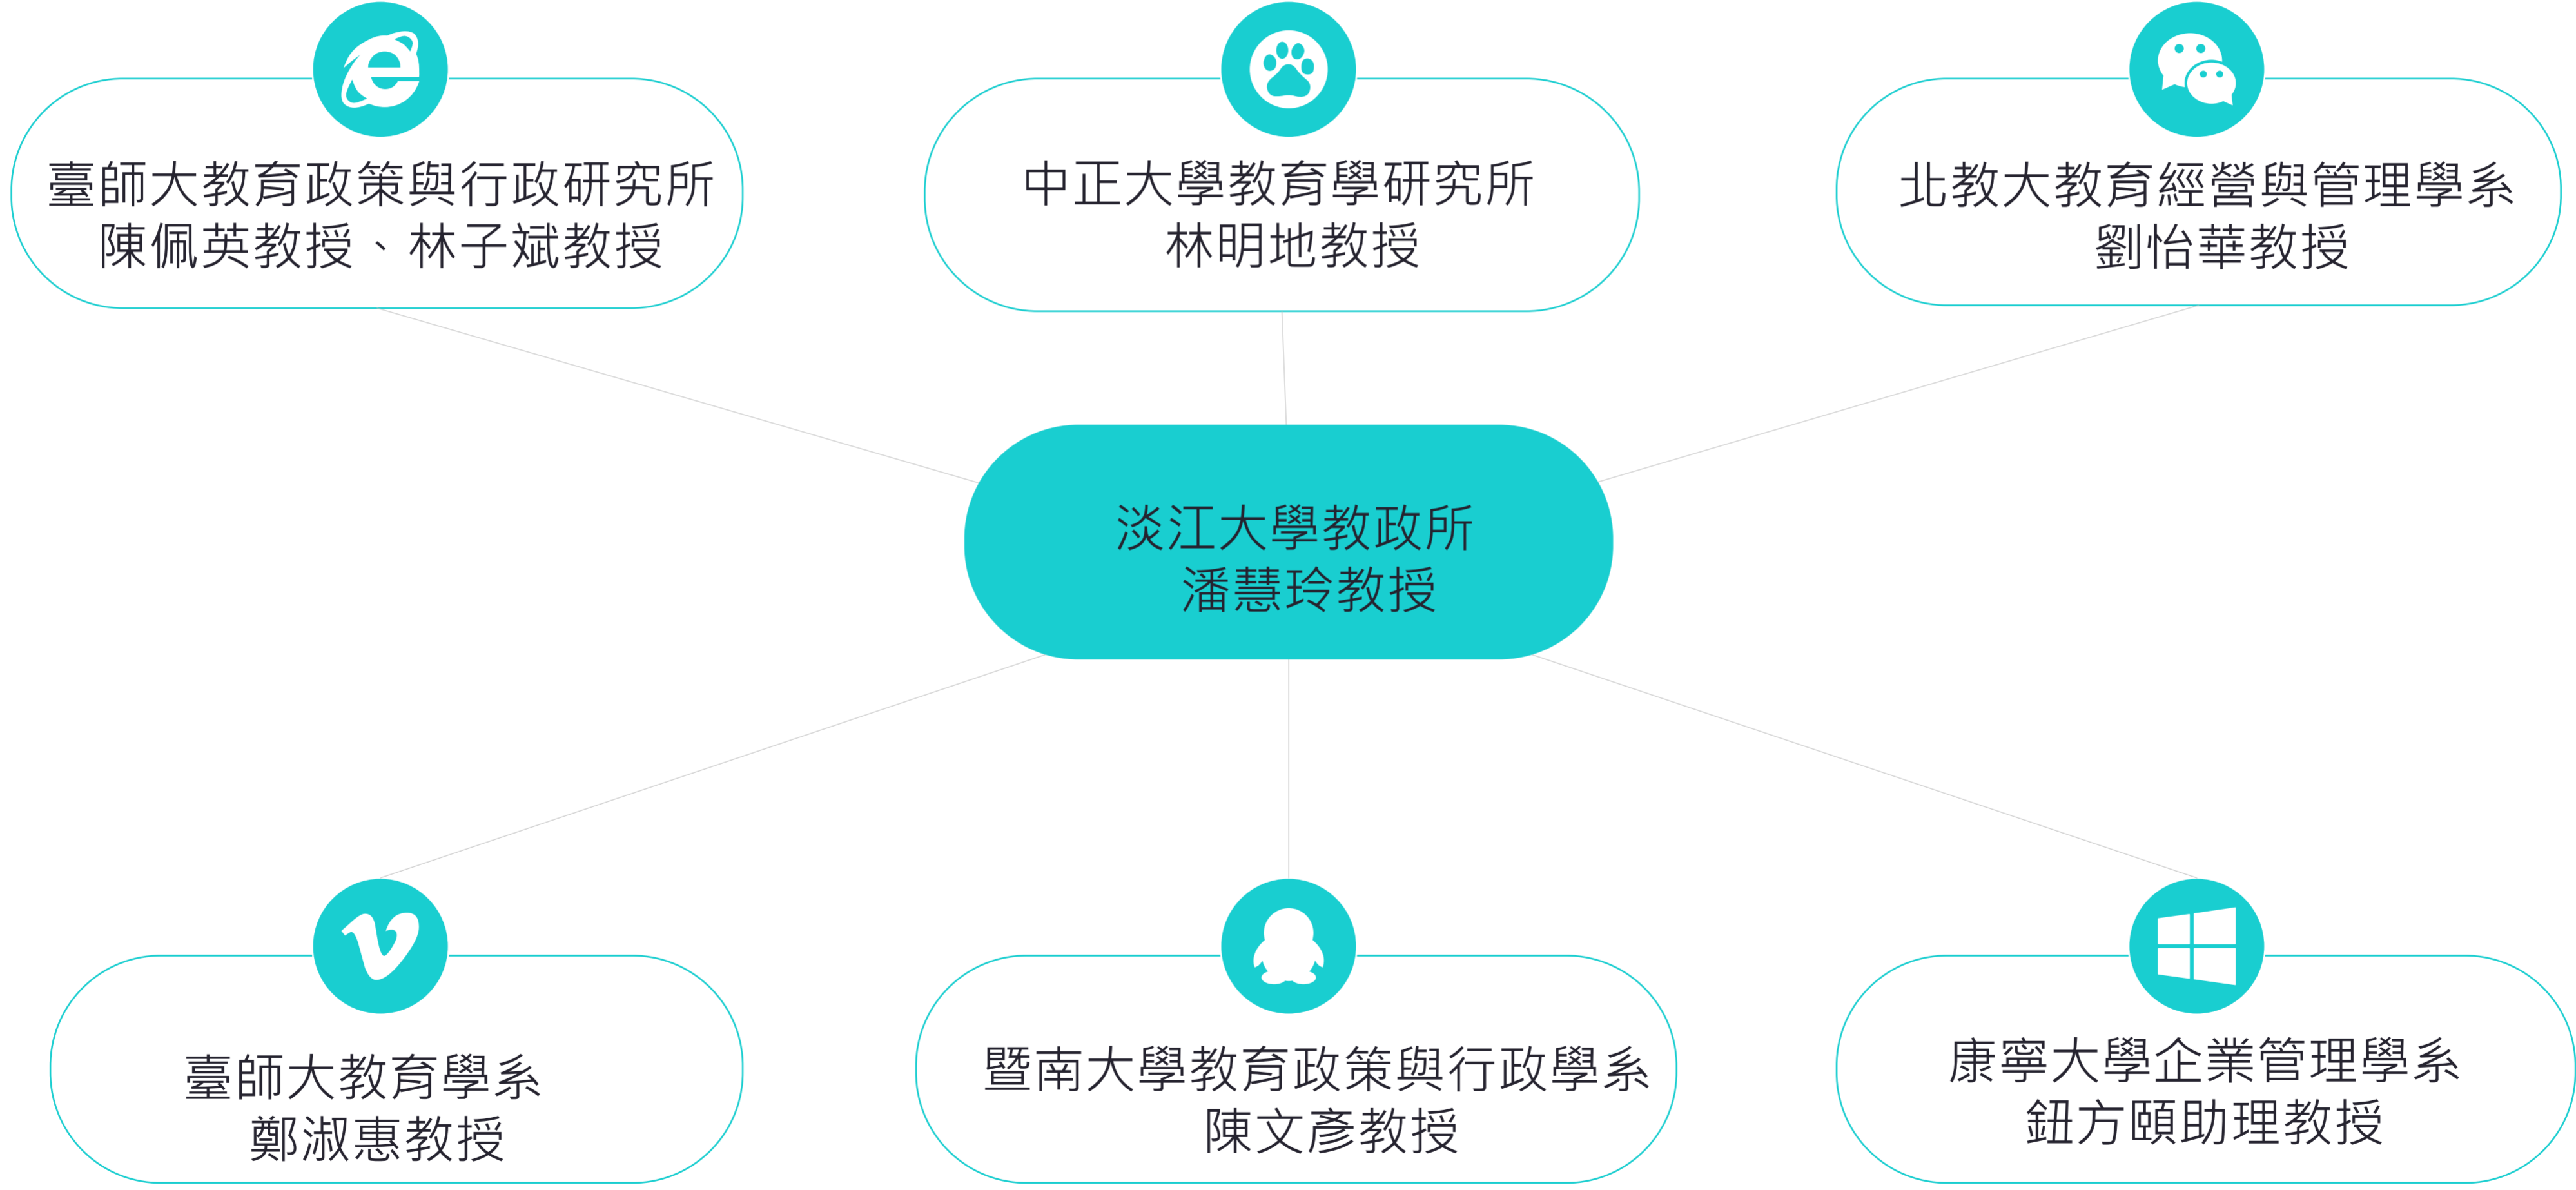 臺師大教育政策與行政研究所
陳佩英教授、林子斌教授
中正大學教育學研究所
林明地教授
北教大教育經營與管理學系
劉怡華教授
淡江大學教政所
潘慧玲教授
臺師大教育學系
鄭淑惠教授
暨南大學教育政策與行政學系
陳文彥教授
康寧大學企業管理學系
鈕方頤助理教授